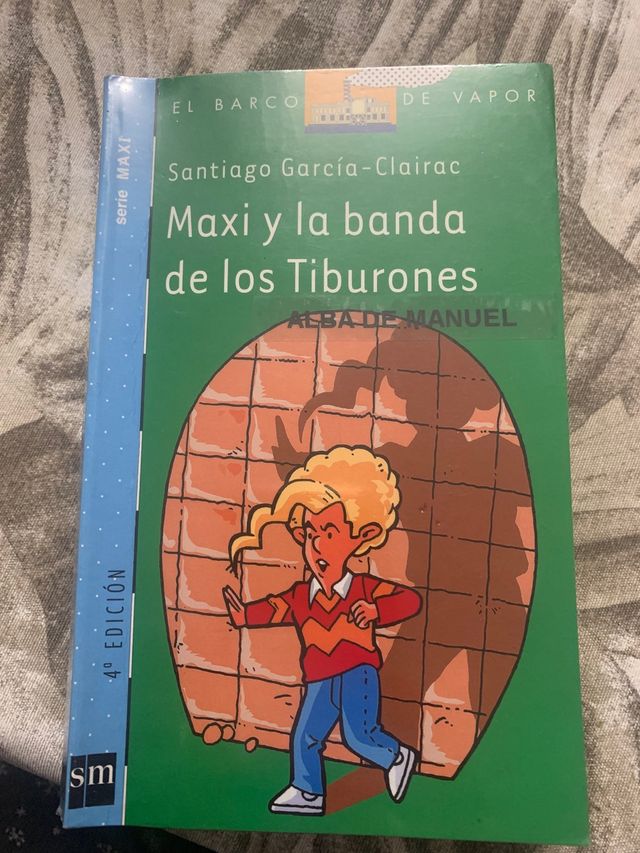 EL BARCO DE VAPOR
Santiago García-Clairac
Maxi y la banda
de los Tiburones
ALBA DE MANUEL
serie MAXI
4ª EDICIÓN
sm